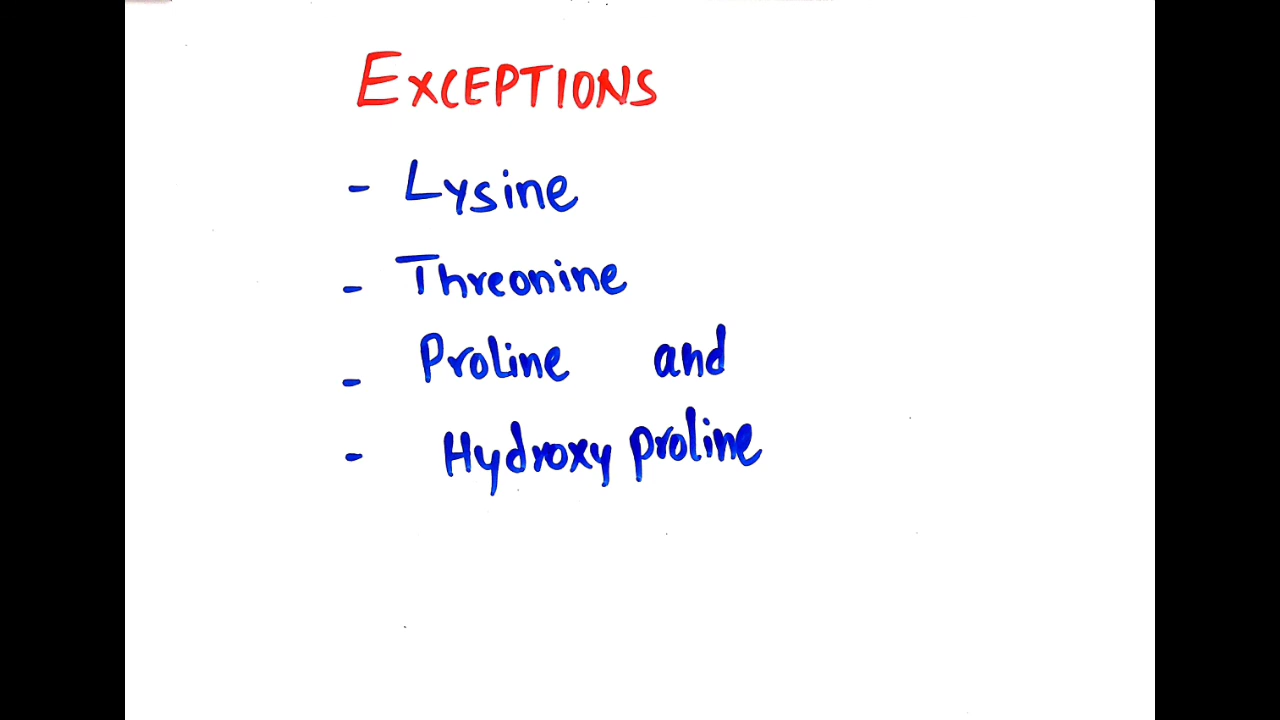 EXCEPTIONS
- Lysine
- Threonine
- Proline and
- Hydroxy proline